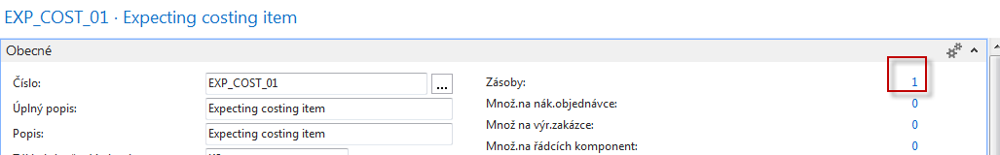 EXP_COST_01 · Expecting costing item
Obecné
Číslo: EXP_COST_01 ...
Zásoby: 1
Úplný popis: Expecting costing item
Množ.na nák.objednávce: 0
Popis: Expecting costing item
Množ na výr.zakázce: 0
Množ.na řádcích komponent: 0